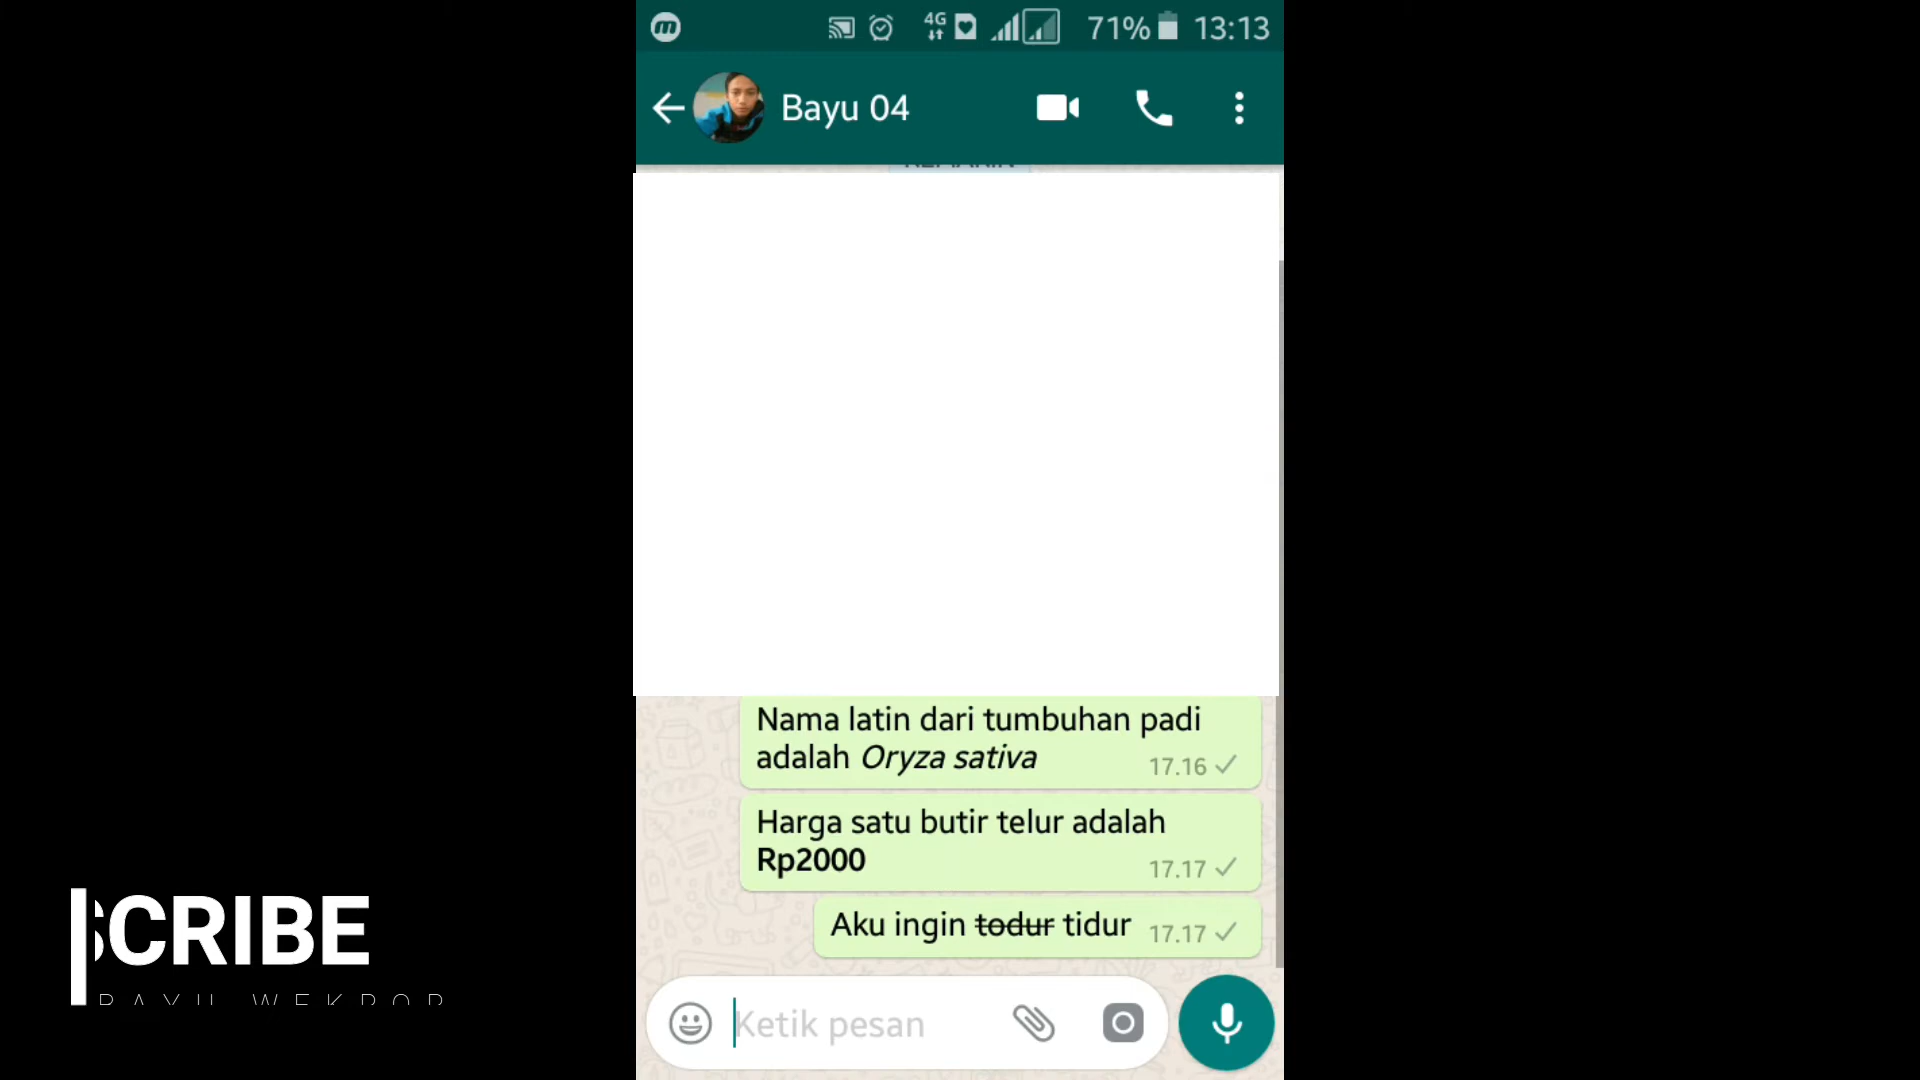 4G 71% 13:13
Bayu 04
Nama latin dari tumbuhan padi
adalah Oryza sativa
17.16
Harga satu butir telur adalah
Rp2000
17.17
Aku ingin todur tidur 17.17
Ketik pesan
CRIBE